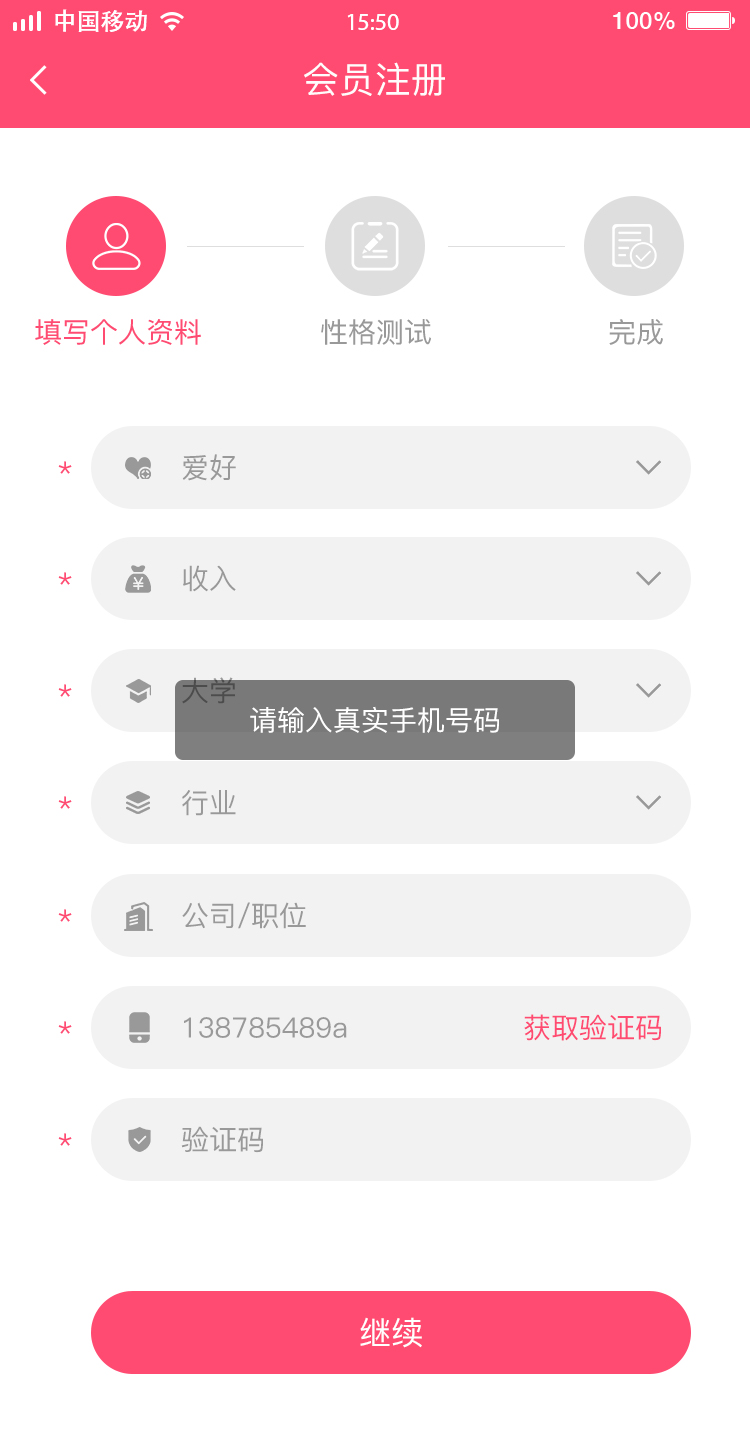 中国移动 15:50 100%
会员注册
填写个人资料 性格测试 完成
* 爱好
* 收入
* 大学
请输入真实手机号码
* 行业
* 公司/职位
* 138785489a 获取验证码
* 验证码
继续